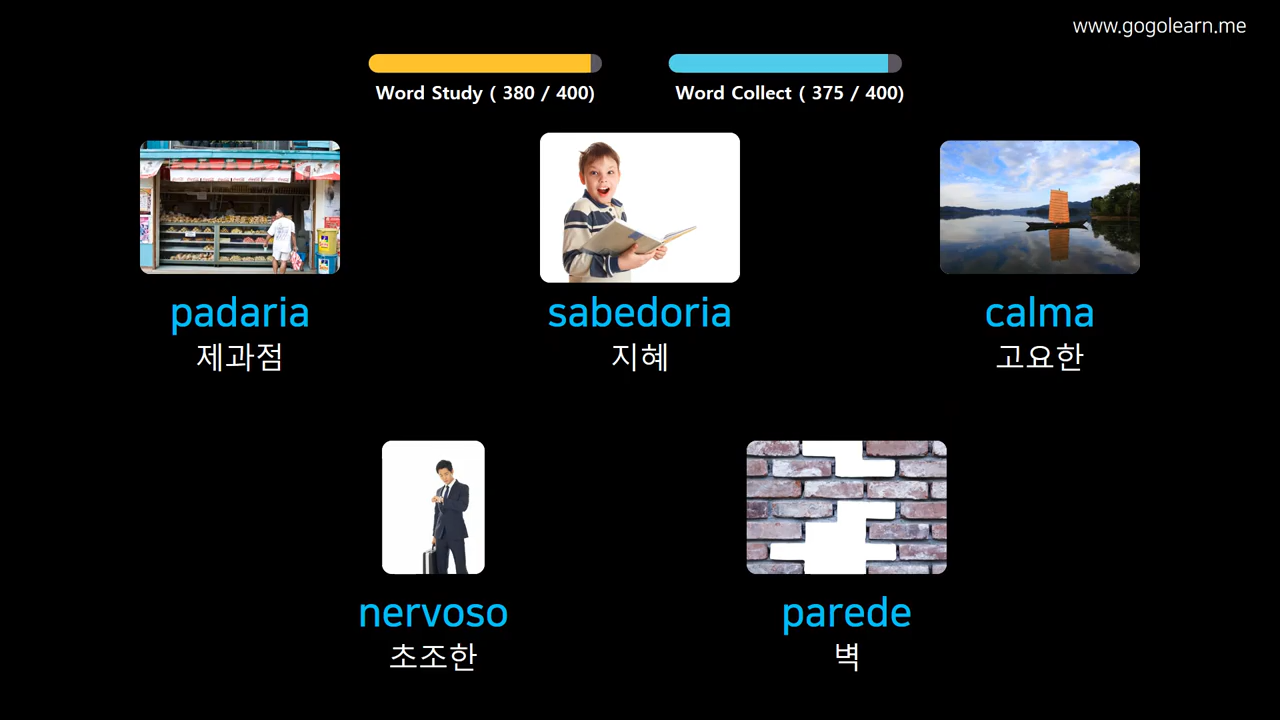 www.gogolearn.me
Word Study ( 380 / 400)
Word Collect ( 375 / 400)
padaria
제과점
sabedoria
지혜
calma
고요한
nervoso
초조한
parede
벽